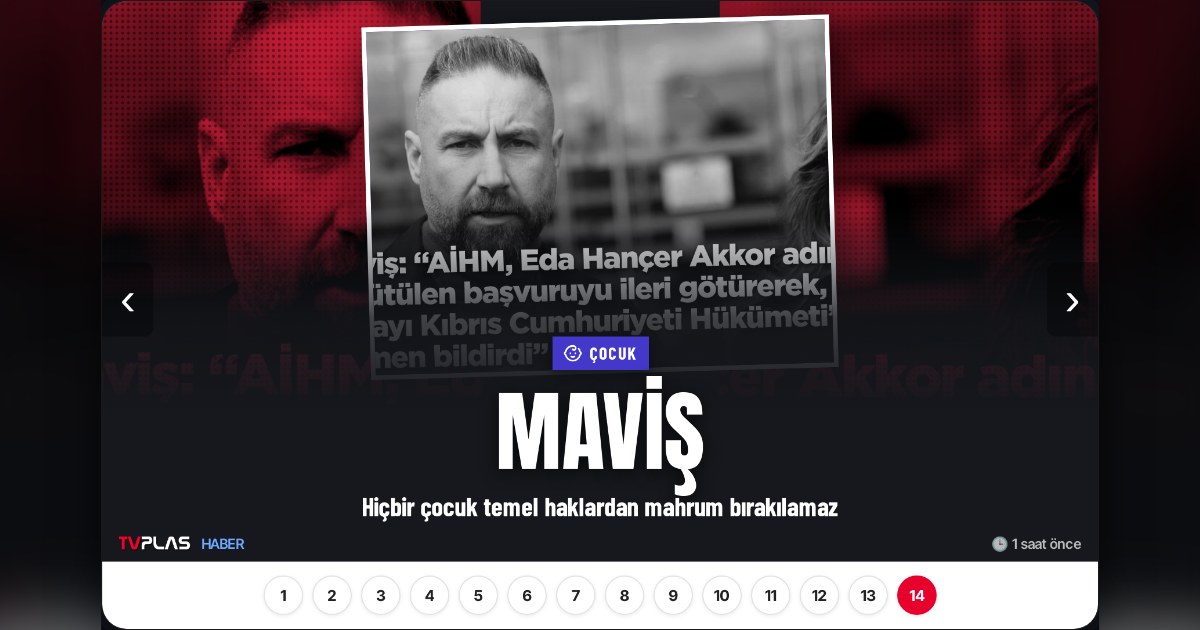 viş: “AİHM, Eda Hançer Akkor adın
ütülen başvuruyu ileri götürerek,
ayı Kıbrıs Cumhuriyeti Hükümeti’
men bildirdi”
ÇOCUK
MAVİŞ
Hiçbir çocuk temel haklardan mahrum bırakılamaz
TVPLAS HABER
1 saat önce
1 2 3 4 5 6 7 8 9 10 11 12 13 14